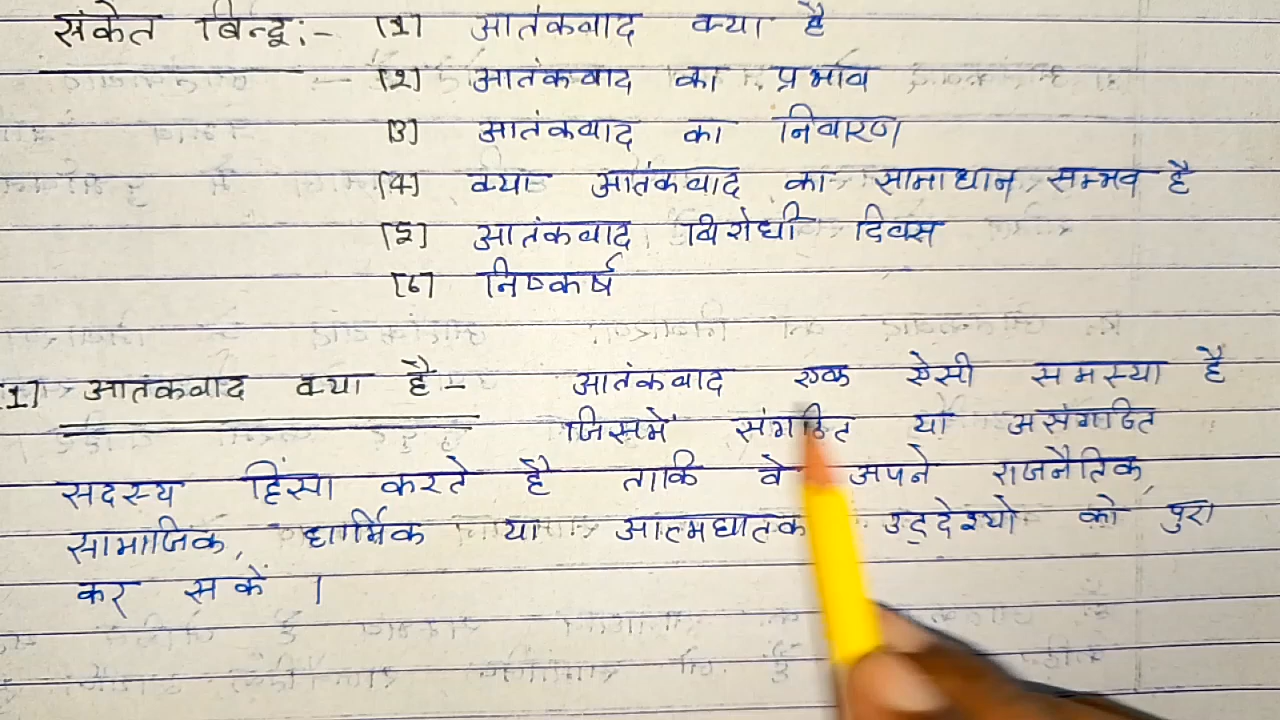 संकेत बिन्दू:- (1) आतंकवाद क्या है
(2) आतंकवाद का प्रभाव
(3) आतंकवाद का निवारण
(4) क्या आतंकवाद का सामाधान सम्भव है
(5) आतंकवाद विरोधी दिवस
(6) निष्कर्ष
1) आतंकवाद क्या है - आतंकवाद एक ऐसी समस्या है
जिसमें संगठित या असंगठित
सदस्य हिंसा करते है ताकि वे अपने राजनैतिक,
सामाजिक, धार्मिक या आत्मघातक उद्देश्यो को पुरा
कर सकें ।